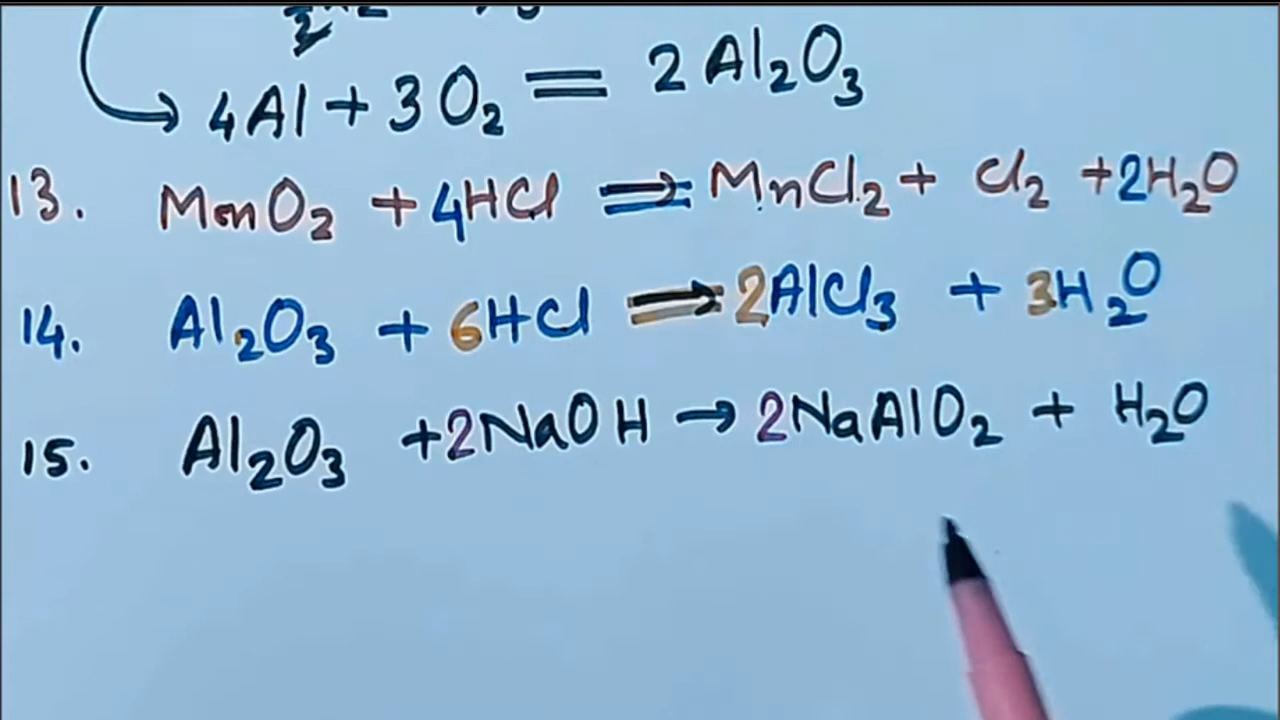 4Al + 3O₂ = 2Al₂O₃
13. MnO₂ + 4HCl ⇒ MnCl₂ + Cl₂ + 2H₂O
14. Al₂O₃ + 6HCl ⇒ 2AlCl₃ + 3H₂O
15. Al₂O₃ + 2NaOH → 2NaAlO₂ + H₂O